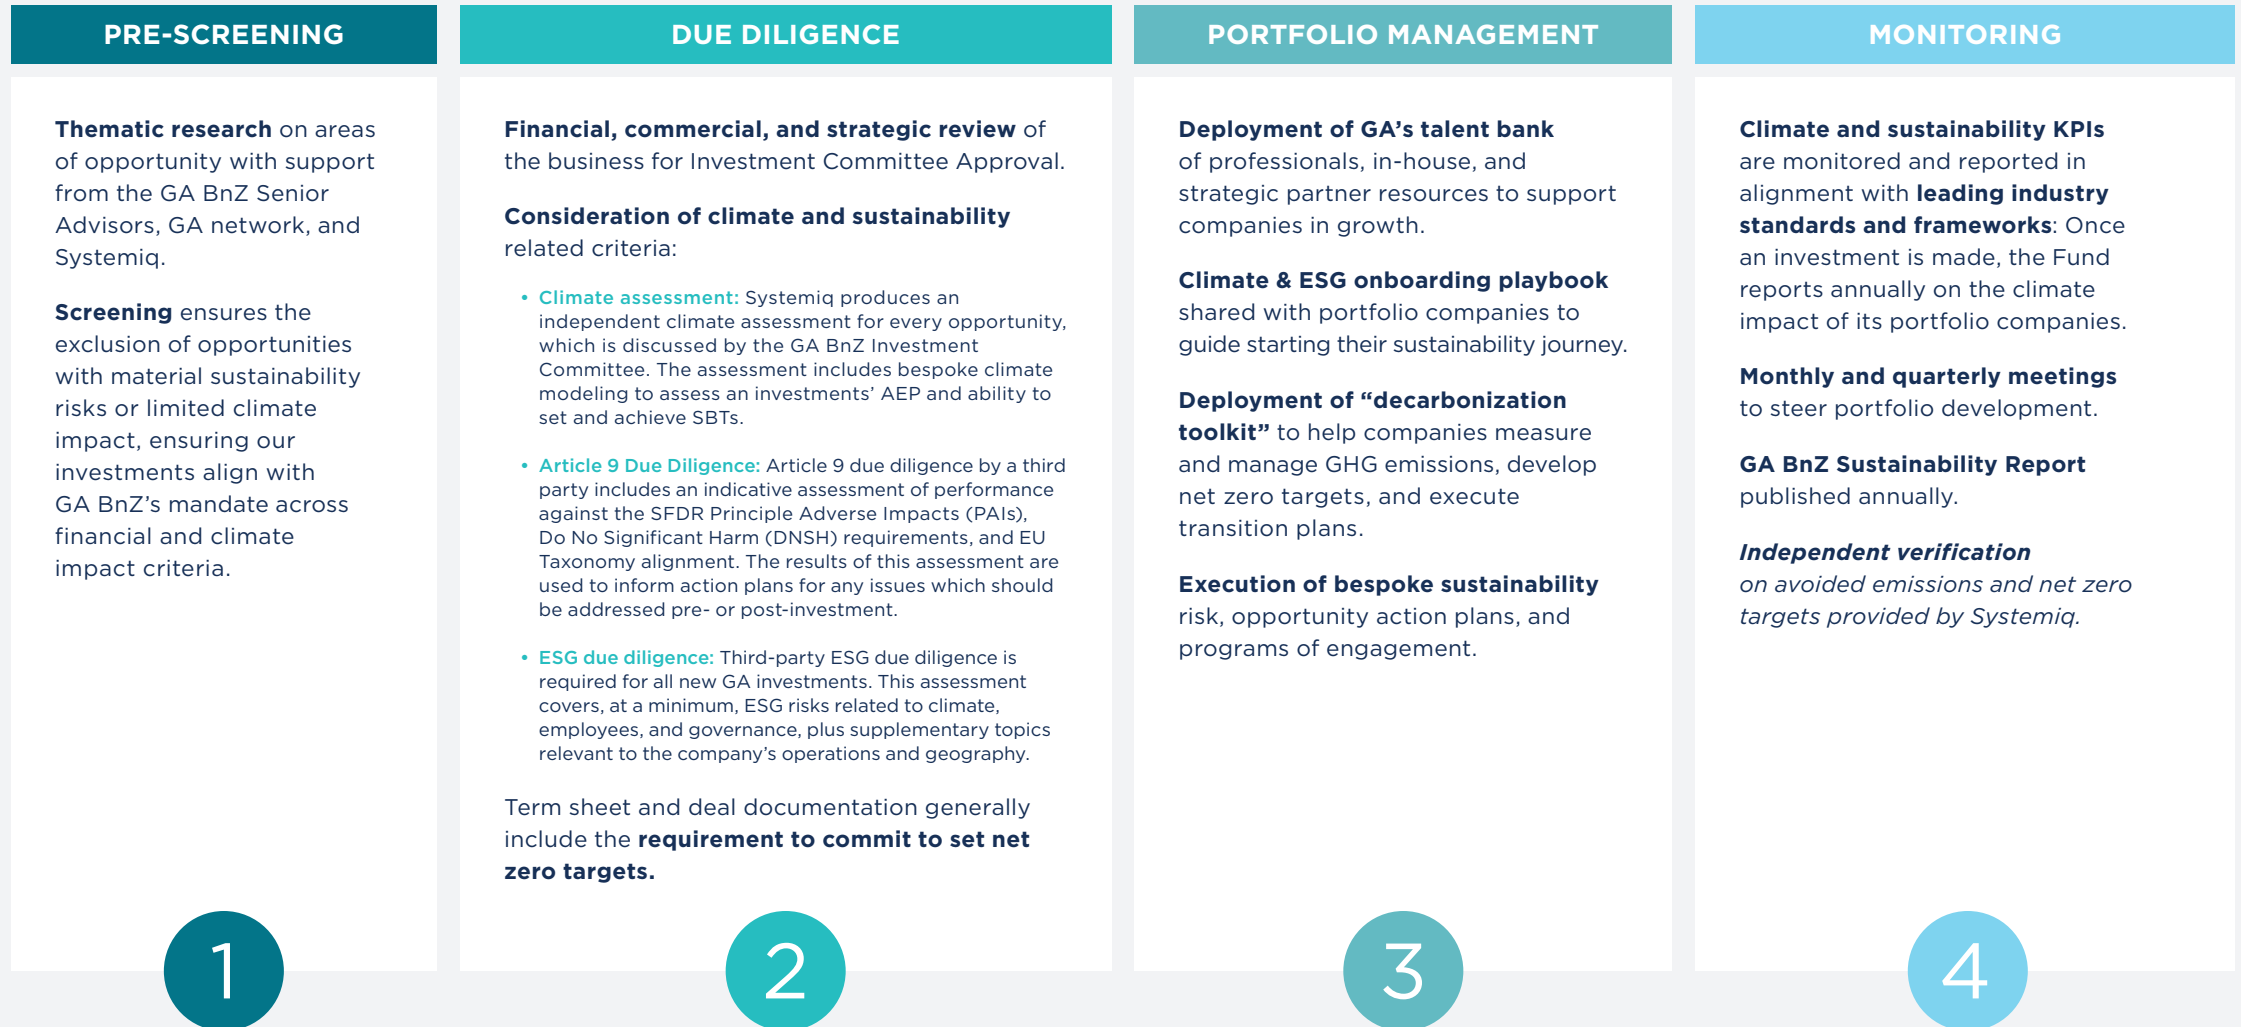 PRE-SCREENING
Thematic research on areas
of opportunity with support
from the GA BnZ Senior
Advisors, GA network, and
Systemiq.
Screening ensures the
exclusion of opportunities
with material sustainability
risks or limited climate
impact, ensuring our
investments align with
GA BnZ’s mandate across
financial and climate
impact criteria.
1
DUE DILIGENCE
Financial, commercial, and strategic review of
the business for Investment Committee Approval.
Consideration of climate and sustainability
related criteria:
• Climate assessment: Systemiq produces an
independent climate assessment for every opportunity,
which is discussed by the GA BnZ Investment
Committee. The assessment includes bespoke climate
modeling to assess an investments’ AEP and ability to
set and achieve SBTs.
• Article 9 Due Diligence: Article 9 due diligence by a third
party includes an indicative assessment of performance
against the SFDR Principle Adverse Impacts (PAIs),
Do No Significant Harm (DNSH) requirements, and EU
Taxonomy alignment. The results of this assessment are
used to inform action plans for any issues which should
be addressed pre- or post-investment.
• ESG due diligence: Third-party ESG due diligence is
required for all new GA investments. This assessment
covers, at a minimum, ESG risks related to climate,
employees, and governance, plus supplementary topics
relevant to the company’s operations and geography.
Term sheet and deal documentation generally
include the requirement to commit to set net
zero targets.
2
PORTFOLIO MANAGEMENT
Deployment of GA’s talent bank
of professionals, in-house, and
strategic partner resources to support
companies in growth.
Climate & ESG onboarding playbook
shared with portfolio companies to
guide starting their sustainability journey.
Deployment of “decarbonization
toolkit” to help companies measure
and manage GHG emissions, develop
net zero targets, and execute
transition plans.
Execution of bespoke sustainability
risk, opportunity action plans, and
programs of engagement.
3
MONITORING
Climate and sustainability KPIs
are monitored and reported in
alignment with leading industry
standards and frameworks: Once
an investment is made, the Fund
reports annually on the climate
impact of its portfolio companies.
Monthly and quarterly meetings
to steer portfolio development.
GA BnZ Sustainability Report
published annually.
Independent verification
on avoided emissions and net zero
targets provided by Systemiq.
4